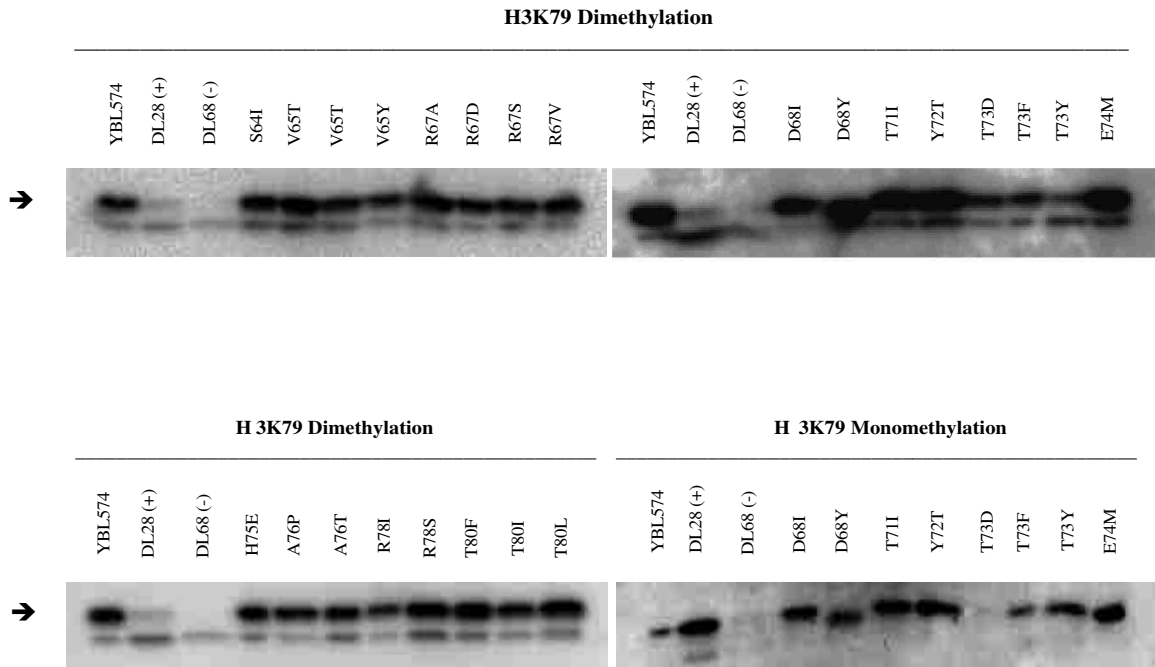 H3K79 Dimethylation
YBL574 DL28 (+) DL68 (-) S64I V65T V65T V65Y R67A R67D R67S R67V
YBL574 DL28 (+) DL68 (-) D68I D68Y T71I Y72T T73D T73F T73Y E74M
H 3K79 Dimethylation
YBL574 DL28 (+) DL68 (-) H75E A76P A76T R78I R78S T80F T80I T80L
H 3K79 Monomethylation
YBL574 DL28 (+) DL68 (-) D68I D68Y T71I Y72T T73D T73F T73Y E74M